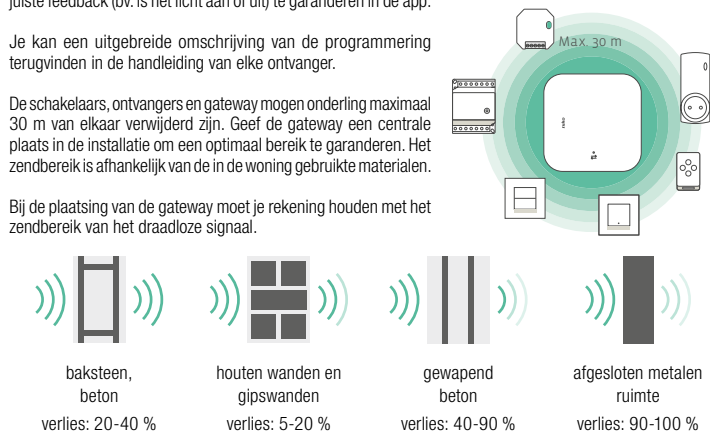 juiste feedback (bv. is het licht aan of uit) te garanderen in de app.
Je kan een uitgebreide omschrijving van de programmering
terugvinden in de handleiding van elke ontvanger.
De schakelaars, ontvangers en gateway mogen onderling maximaal
30 m van elkaar verwijderd zijn. Geef de gateway een centrale
plaats in de installatie om een optimaal bereik te garanderen. Het
zendbereik is afhankelijk van de in de woning gebruikte materialen.
Bij de plaatsing van de gateway moet je rekening houden met het
zendbereik van het draadloze signaal.
Max. 30 m
niko
baksteen,
beton
verlies: 20-40 %
houten wanden en
gipswanden
verlies: 5-20 %
gewapend
beton
verlies: 40-90 %
afgesloten metalen
ruimte
verlies: 90-100 %